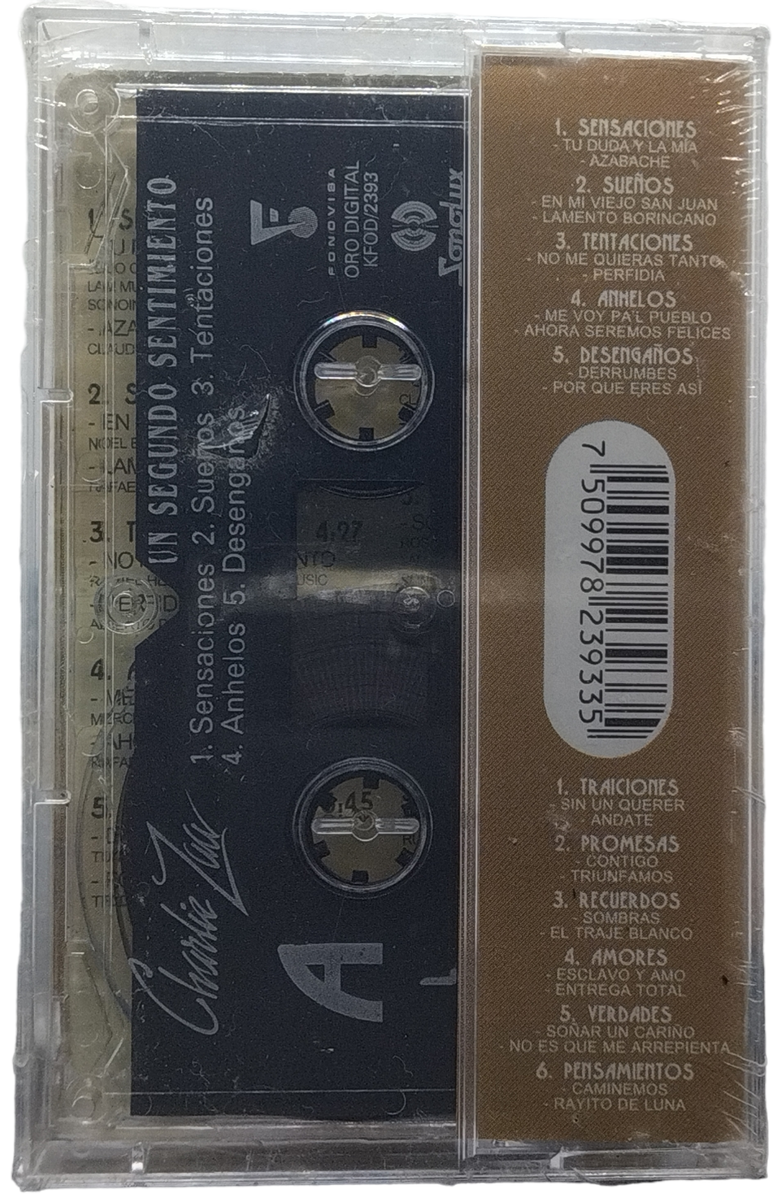 1. SENSACIONES
- TU DUDA Y LA MIA
- AZABACHE
2. SUEÑOS
- EN MI VIEJO SAN JUAN
- LAMENTO BORINCANO
3. TENTACIONES
- NO ME QUIERAS TANTO
- PERFIDIA
4. ANHELOS
- ME VOY PA'L PUEBLO
- AHORA SEREMOS FELICES
5. DESENGAÑOS
- DERRUMBES
- POR QUE ERES ASÍ
7 509978 239335
1. TRAICIONES
- SIN UN QUERER
- ANDATE
2. PROMESAS
- CONTIGO
- TRIUNFAMOS
3. RECUERDOS
- SOMBRAS
- EL TRAJE BLANCO
4. AMORES
- ESCLAVO Y AMO
- ENTREGA TOTAL
5. VERDADES
- SOÑAR UN CARIÑO
- NO ES QUE ME ARREPIENTA
6. PENSAMIENTOS
- CAMINEMOS
- RAYITO DE LUNA
Charlie Zaa
UN SEGUNDO SENTIMIENTO
1. Sensaciones 2. Sueños 3. Tentaciones
4. Anhelos 5. Desengaños
A
FONOVISA
ORO DIGITAL
KFOD/2393
Sonolux
4:27